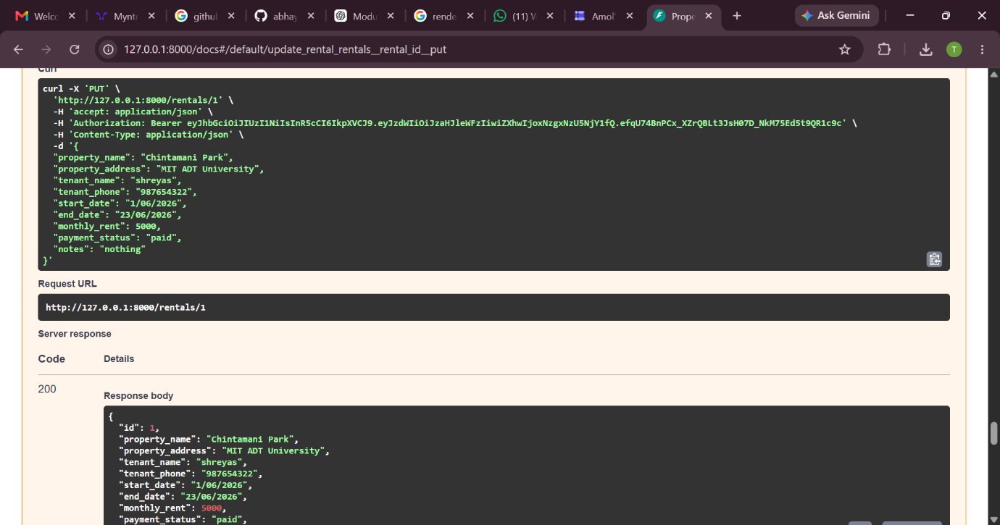 Welco
Myntr
githul
abhay
Modu
rende
(11) W
Amol'
Prope
Ask Gemini
127.0.0.1:8000/docs#/default/update_rental_rentals__rental_id__put
T
Curl
curl -X 'PUT' \
'http://127.0.0.1:8000/rentals/1' \
-H 'accept: application/json' \
-H 'Authorization: Bearer eyJhbGciOiJIUzI1NiIsInR5cCI6IkpXVCJ9.eyJzdWIiOiJzaHJleWFzIiwiZXhwIjoxNzgxNzU5NjY1fQ.efqU74BnPCx_XZrQBLt3JsH07D_NkM75Ed5t9QR1c9c' \
-H 'Content-Type: application/json' \
-d '{
"property_name": "Chintamani Park",
"property_address": "MIT ADT University",
"tenant_name": "shreyas",
"tenant_phone": "987654322",
"start_date": "1/06/2026",
"end_date": "23/06/2026",
"monthly_rent": 5000,
"payment_status": "paid",
"notes": "nothing"
}'
Request URL
http://127.0.0.1:8000/rentals/1
Server response
Code Details
200
Response body
{
"id": 1,
"property_name": "Chintamani Park",
"property_address": "MIT ADT University",
"tenant_name": "shreyas",
"tenant_phone": "987654322",
"start_date": "1/06/2026",
"end_date": "23/06/2026",
"monthly_rent": 5000,
"payment_status": "paid",